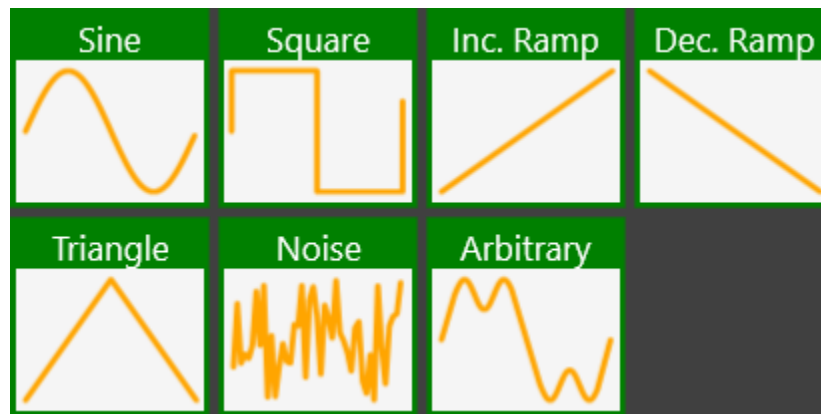 Sine
Square
Inc. Ramp
Dec. Ramp
Triangle
Noise
Arbitrary